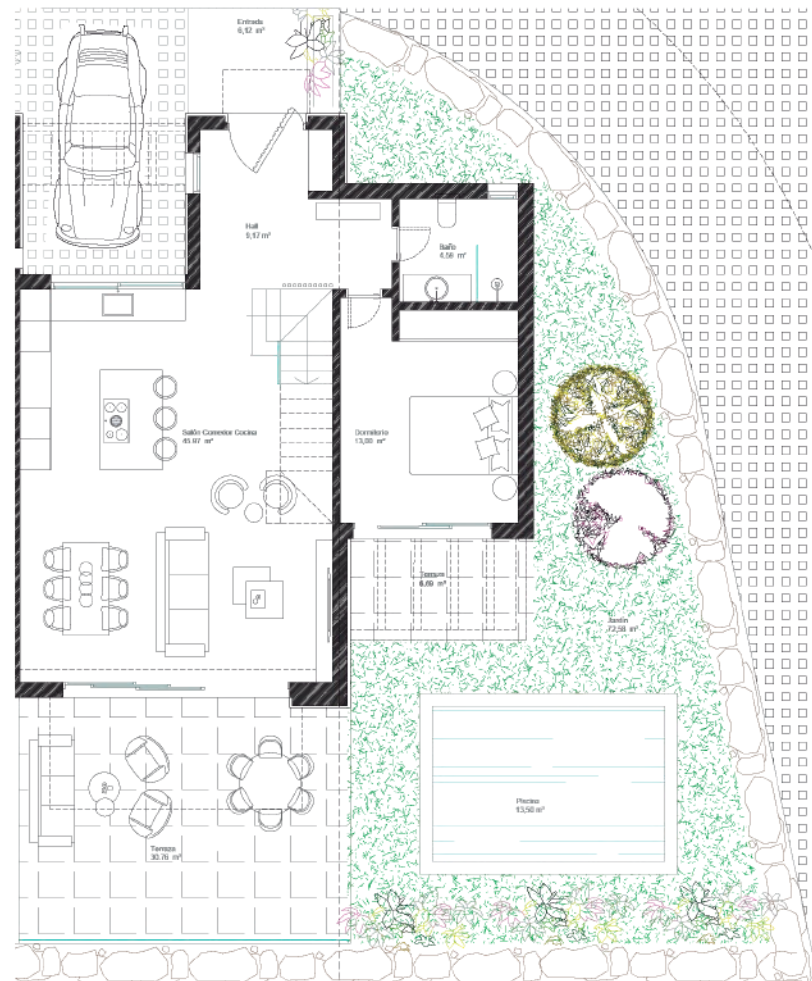 Entrada
6,12 m²
Hall
9,17 m²
Baño
4,59 m²
Salón Comedor Cocina
45.97 m²
Dormitorio
13,00 m²
Terraza
6.69 m²
Jardín
72,58 m²
Piscina
13,50 m²
Terraza
30.76 m²